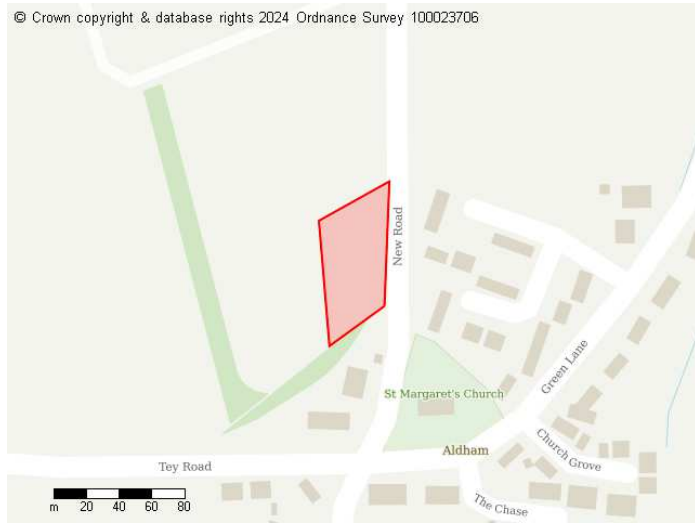 © Crown copyright & database rights 2024 Ordnance Survey 100023706
New Road
St Margaret's Church
Green Lane
Aldham
Church Grove
Tey Road
The Chase
m 20 40 60 80